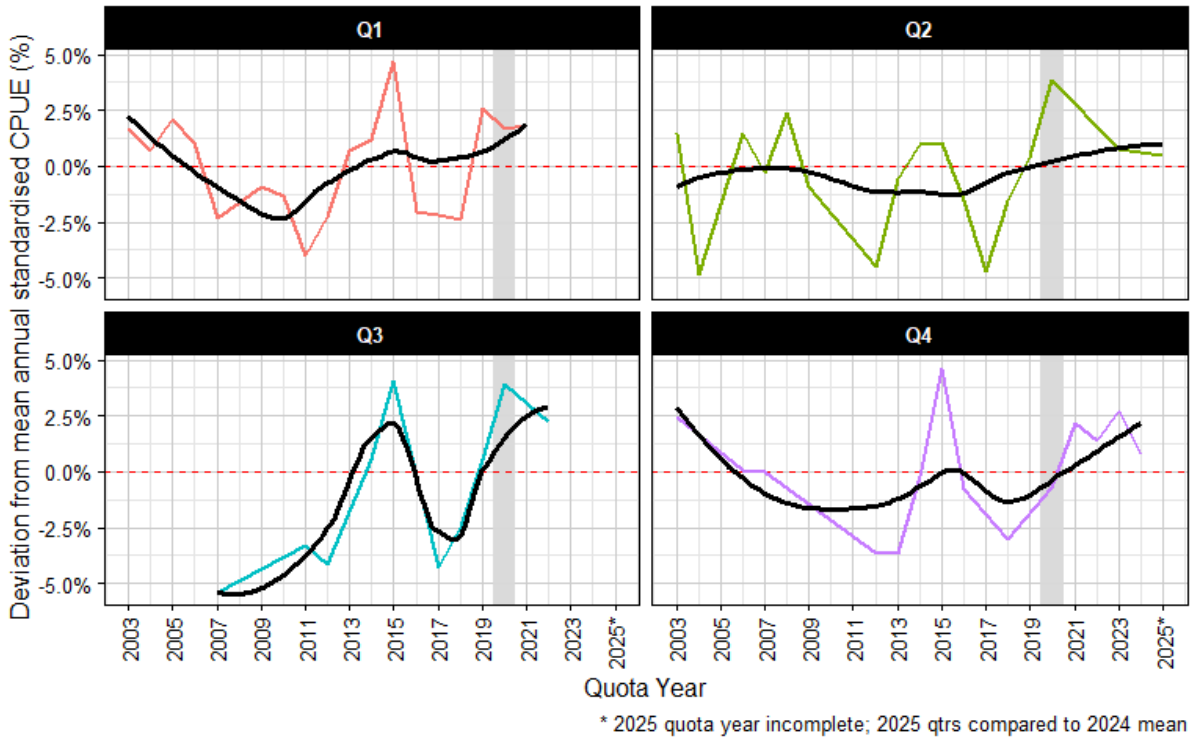 Q1
Q2
Deviation from mean annual standardised CPUE (%)
5.0%
2.5%
0.0%
-2.5%
-5.0%
Q3
Q4
5.0%
2.5%
0.0%
-2.5%
-5.0%
2003 2005 2007 2009 2011 2013 2015 2017 2019 2021 2023 2025*
2003 2005 2007 2009 2011 2013 2015 2017 2019 2021 2023 2025*
Quota Year
* 2025 quota year incomplete; 2025 qtrs compared to 2024 mean